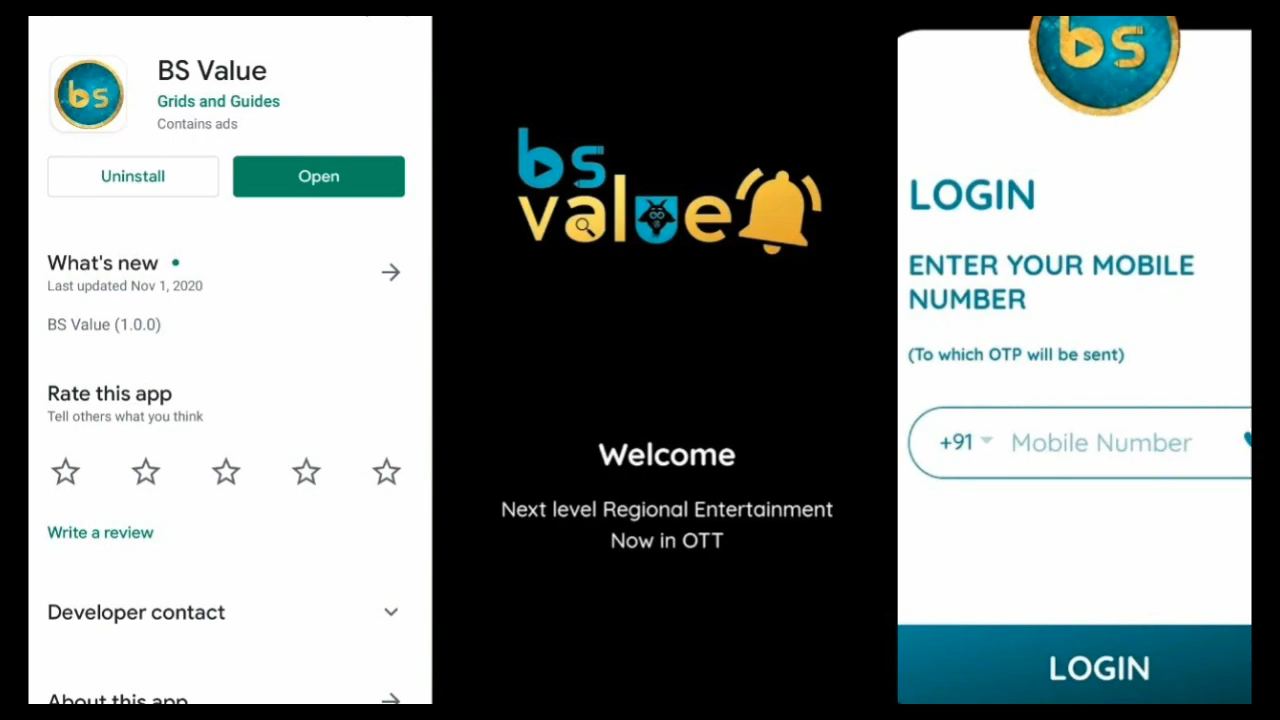 bs
BS Value
Grids and Guides
Contains ads
Uninstall
Open
What's new
Last updated Nov 1, 2020
BS Value (1.0.0)
Rate this app
Tell others what you think
Write a review
Developer contact
About this app
bs
value
Welcome
Next level Regional Entertainment
Now in OTT
bs
LOGIN
ENTER YOUR MOBILE
NUMBER
(To which OTP will be sent)
+91 Mobile Number
LOGIN